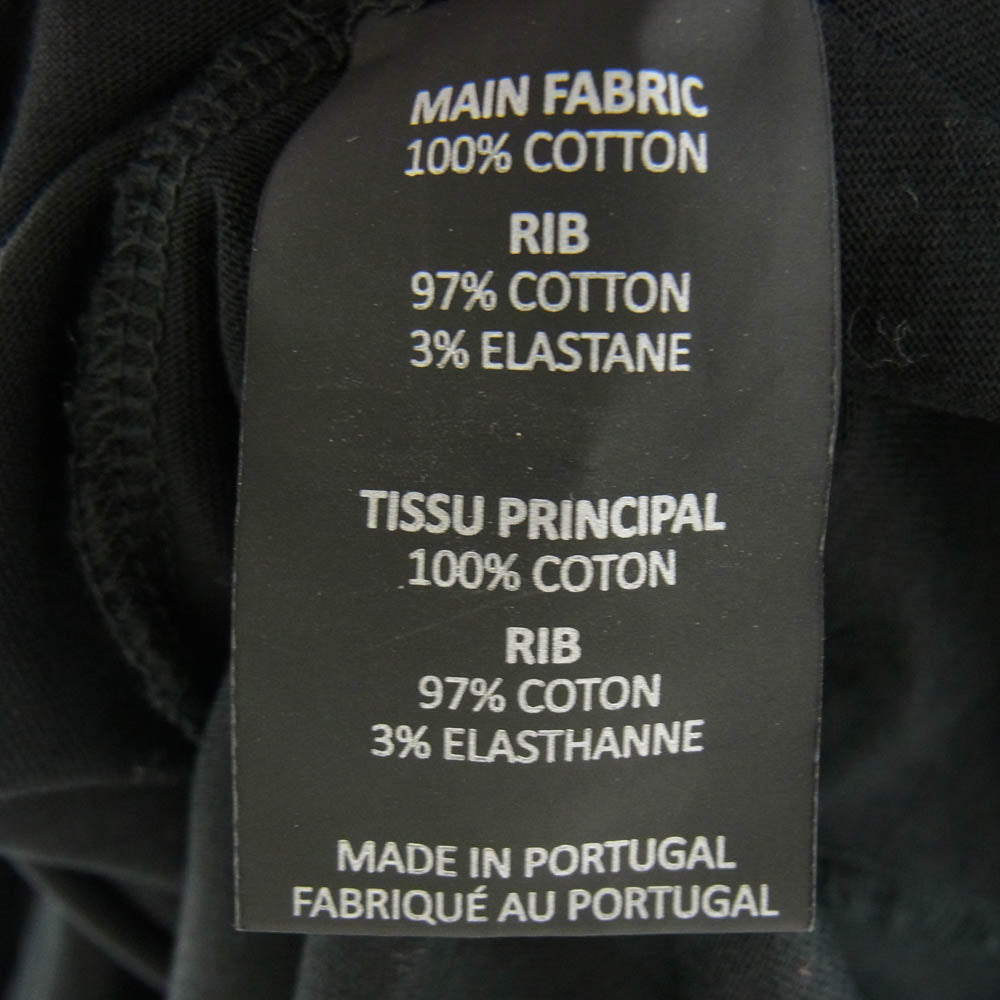 MAIN FABRIC
100% COTTON
RIB
97% COTTON
3% ELASTANE
TISSU PRINCIPAL
100% COTON
RIB
97% COTON
3% ELASTHANNE
MADE IN PORTUGAL
FABRIQUÉ AU PORTUGAL